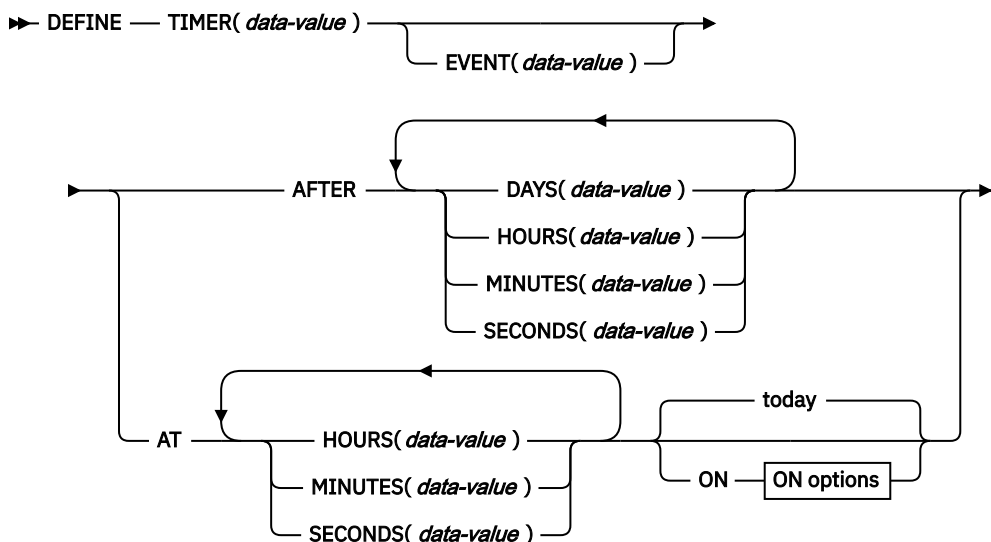 DEFINE TIMER( data-value )
EVENT( data-value )
AFTER DAYS( data-value )
HOURS( data-value )
MINUTES( data-value )
SECONDS( data-value )
today
AT HOURS( data-value )
ON ON options
MINUTES( data-value )
SECONDS( data-value )